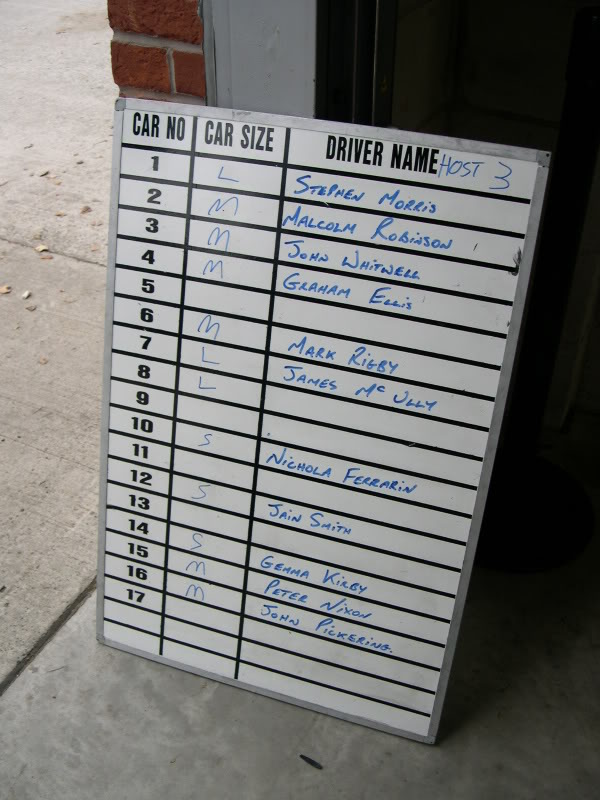 CAR NO CAR SIZE DRIVER NAME HOST 3
1 L STEPHEN MORRIS
2 M MALCOLM ROBINSON
3 M JOHN WHITWELL
4 M GRAHAM ELLIS
5
6 M MARK RIGBY
7 L JAMES McULLY
8 L
9
10 S NICHOLA FERRARIN
11
12 S JAIN SMITH
13
14 S GEMMA KIRBY
15 M PETER NIXON
16 M JOHN PICKERING.
17